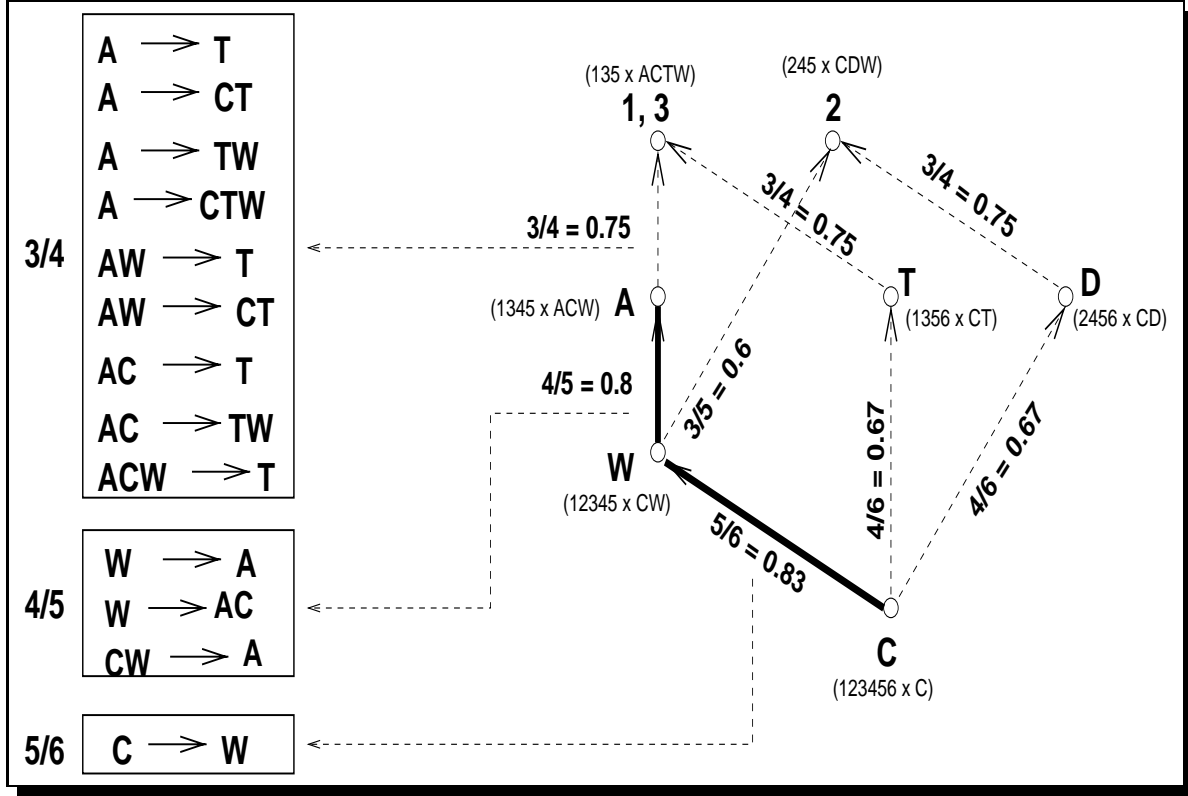 3/4
A → T
A → CT
A → TW
A → CTW
AW → T
AW → CT
AC → T
AC → TW
ACW → T
4/5
W → A
W → AC
CW → A
5/6
C → W
(135 x ACTW)
1, 3
(245 x CDW)
2
3/4 = 0.75
3/4 = 0.75
3/4 = 0.75
(1345 x ACW)
A
T
(1356 x CT)
D
(2456 x CD)
4/5 = 0.8
3/5 = 0.6
4/6 = 0.67
4/6 = 0.67
W
(12345 x CW)
5/6 = 0.83
C
(123456 x C)